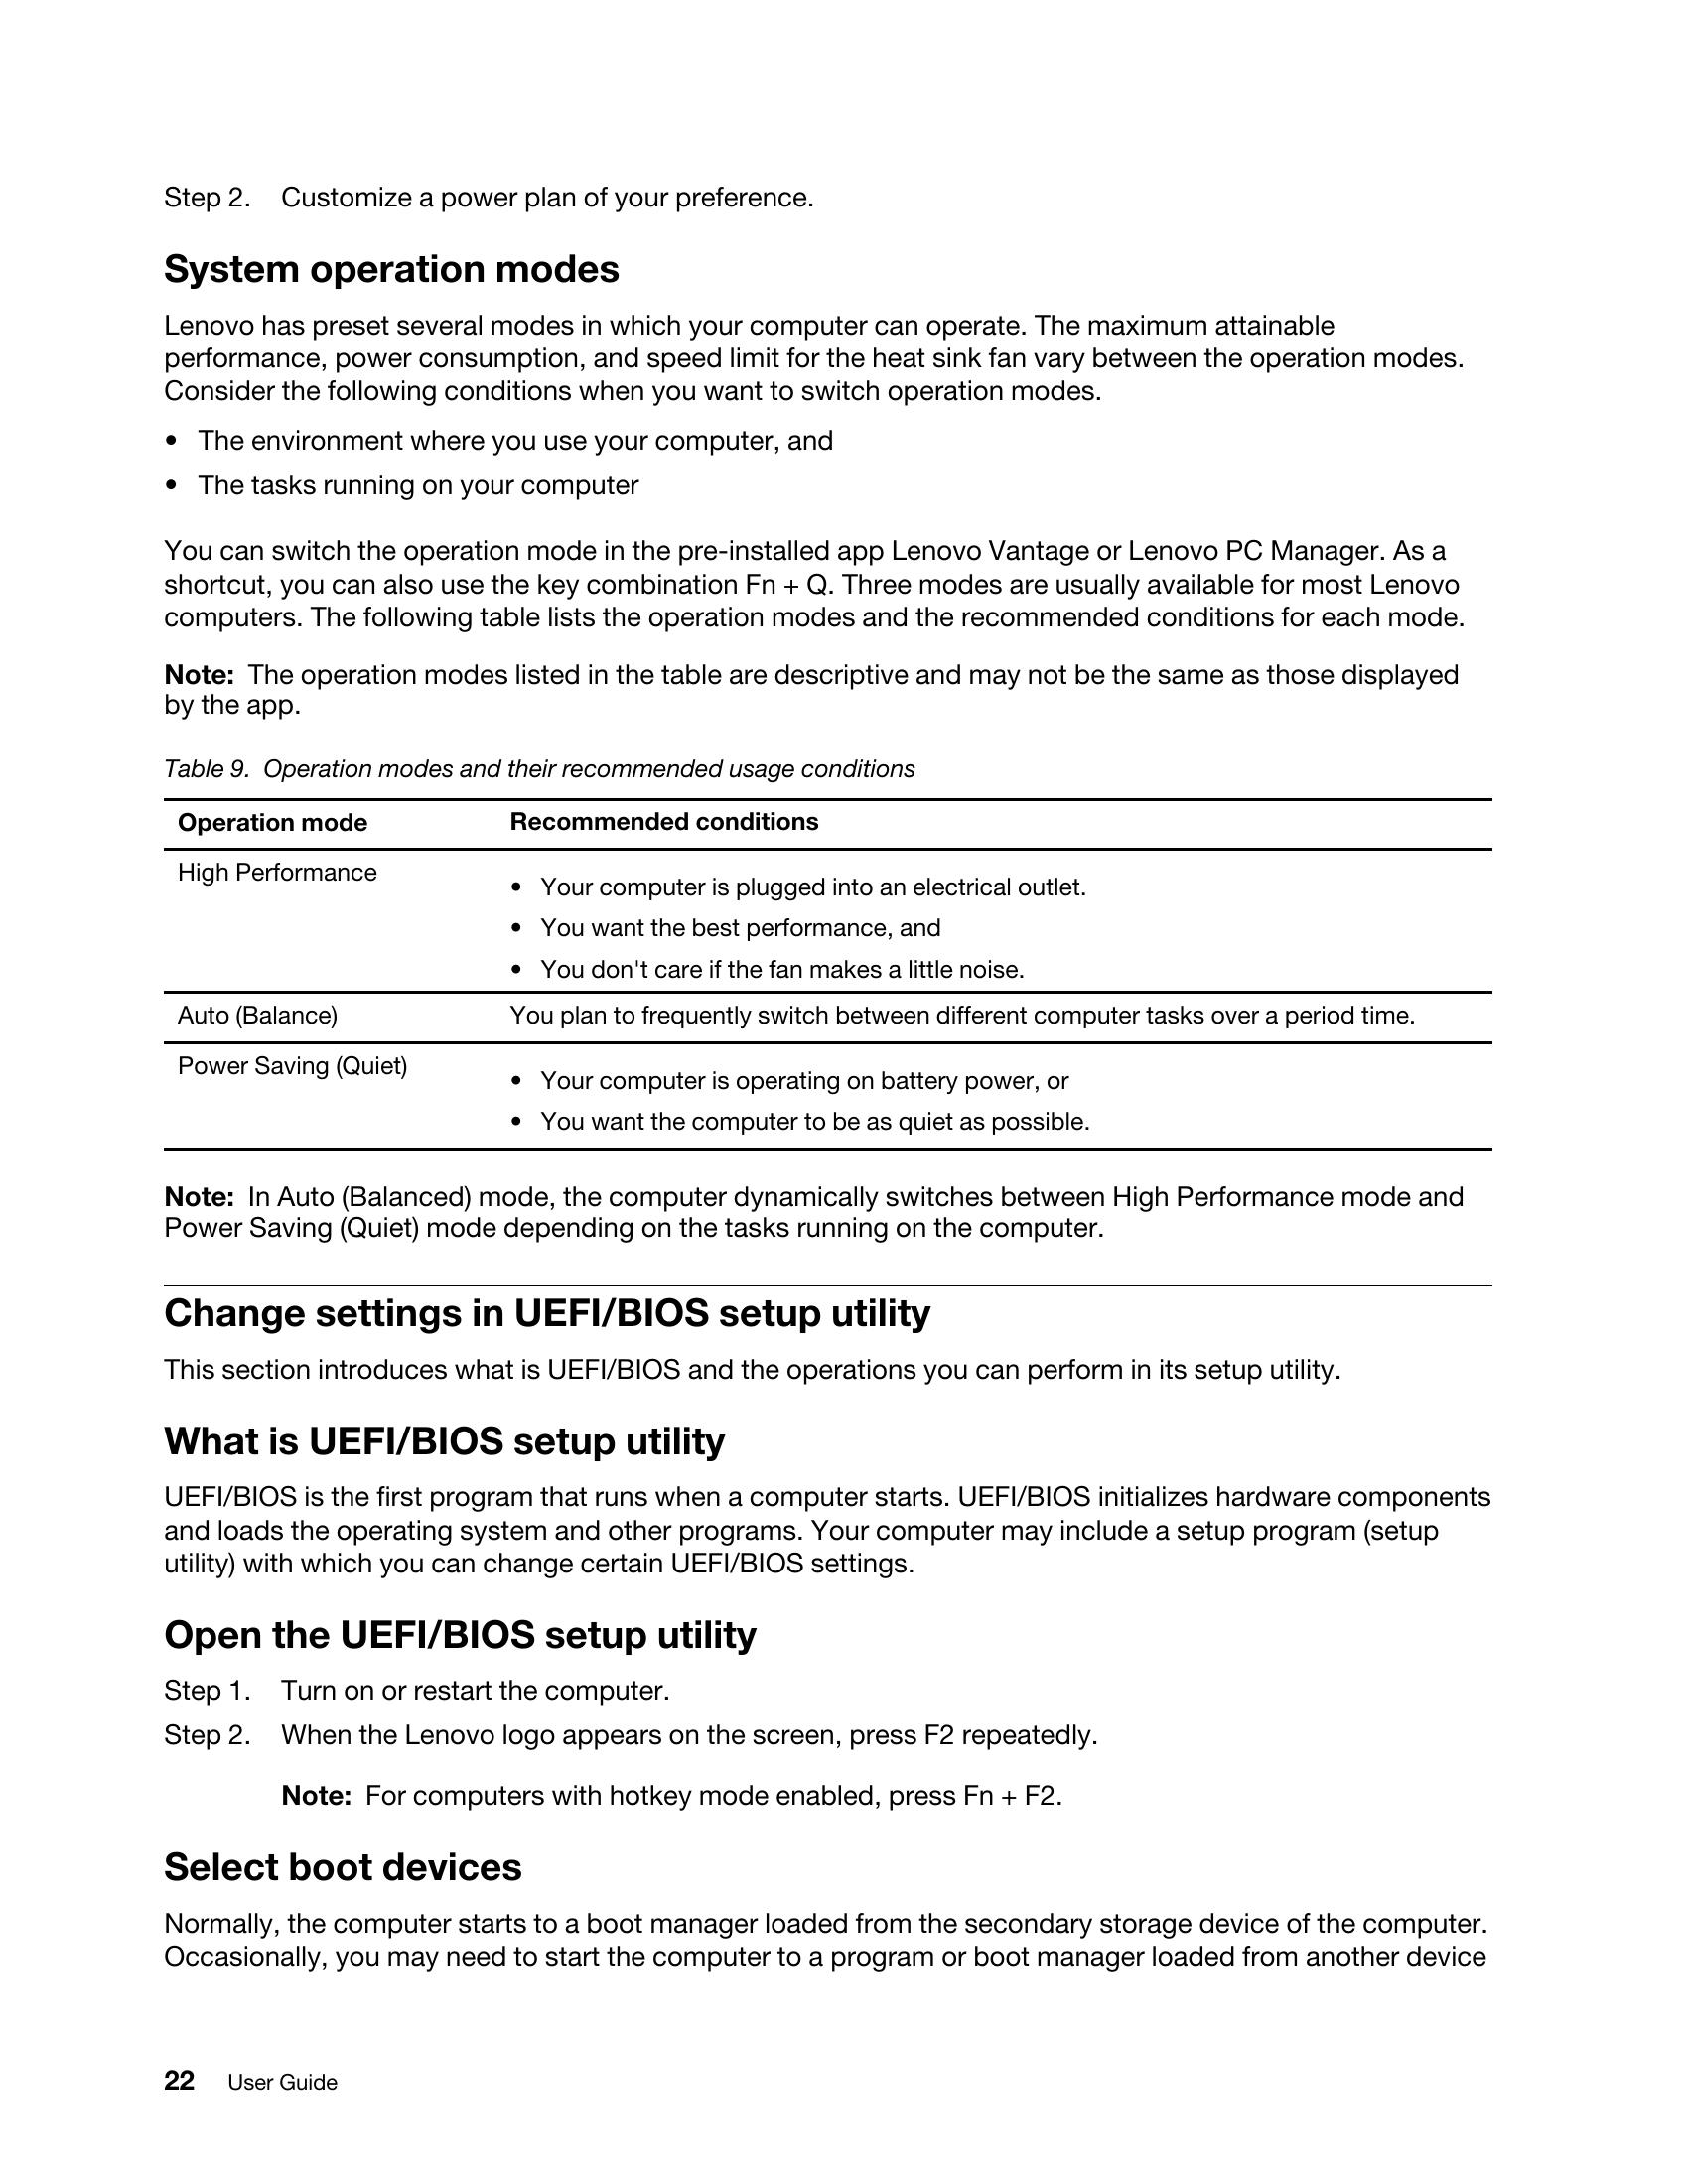 Step 2. Customize a power plan of your preference.
System operation modes
Lenovo has preset several modes in which your computer can operate. The maximum attainable
performance, power consumption, and speed limit for the heat sink fan vary between the operation modes.
Consider the following conditions when you want to switch operation modes.
• The environment where you use your computer, and
• The tasks running on your computer
You can switch the operation mode in the pre-installed app Lenovo Vantage or Lenovo PC Manager. As a
shortcut, you can also use the key combination Fn + Q. Three modes are usually available for most Lenovo
computers. The following table lists the operation modes and the recommended conditions for each mode.
Note: The operation modes listed in the table are descriptive and may not be the same as those displayed
by the app.
Table 9. Operation modes and their recommended usage conditions
Operation mode Recommended conditions
High Performance
• Your computer is plugged into an electrical outlet.
• You want the best performance, and
• You don't care if the fan makes a little noise.
Auto (Balance) You plan to frequently switch between different computer tasks over a period time.
Power Saving (Quiet)
• Your computer is operating on battery power, or
• You want the computer to be as quiet as possible.
Note: In Auto (Balanced) mode, the computer dynamically switches between High Performance mode and
Power Saving (Quiet) mode depending on the tasks running on the computer.
Change settings in UEFI/BIOS setup utility
This section introduces what is UEFI/BIOS and the operations you can perform in its setup utility.
What is UEFI/BIOS setup utility
UEFI/BIOS is the first program that runs when a computer starts. UEFI/BIOS initializes hardware components
and loads the operating system and other programs. Your computer may include a setup program (setup
utility) with which you can change certain UEFI/BIOS settings.
Open the UEFI/BIOS setup utility
Step 1. Turn on or restart the computer.
Step 2. When the Lenovo logo appears on the screen, press F2 repeatedly.
Note: For computers with hotkey mode enabled, press Fn + F2.
Select boot devices
Normally, the computer starts to a boot manager loaded from the secondary storage device of the computer.
Occasionally, you may need to start the computer to a program or boot manager loaded from another device
22 User Guide